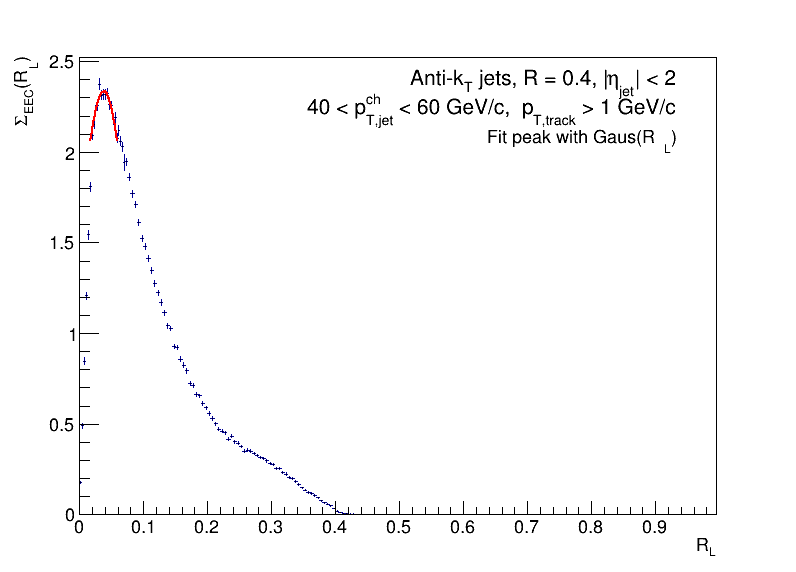 Σ_EEC(R_L)
2.5
2
1.5
1
0.5
0
Anti-k_T jets, R = 0.4, |η_jet| < 2
40 < p^ch_T,jet < 60 GeV/c, p_T,track > 1 GeV/c
Fit peak with Gaus(R_L)
0 0.1 0.2 0.3 0.4 0.5 0.6 0.7 0.8 0.9
R_L